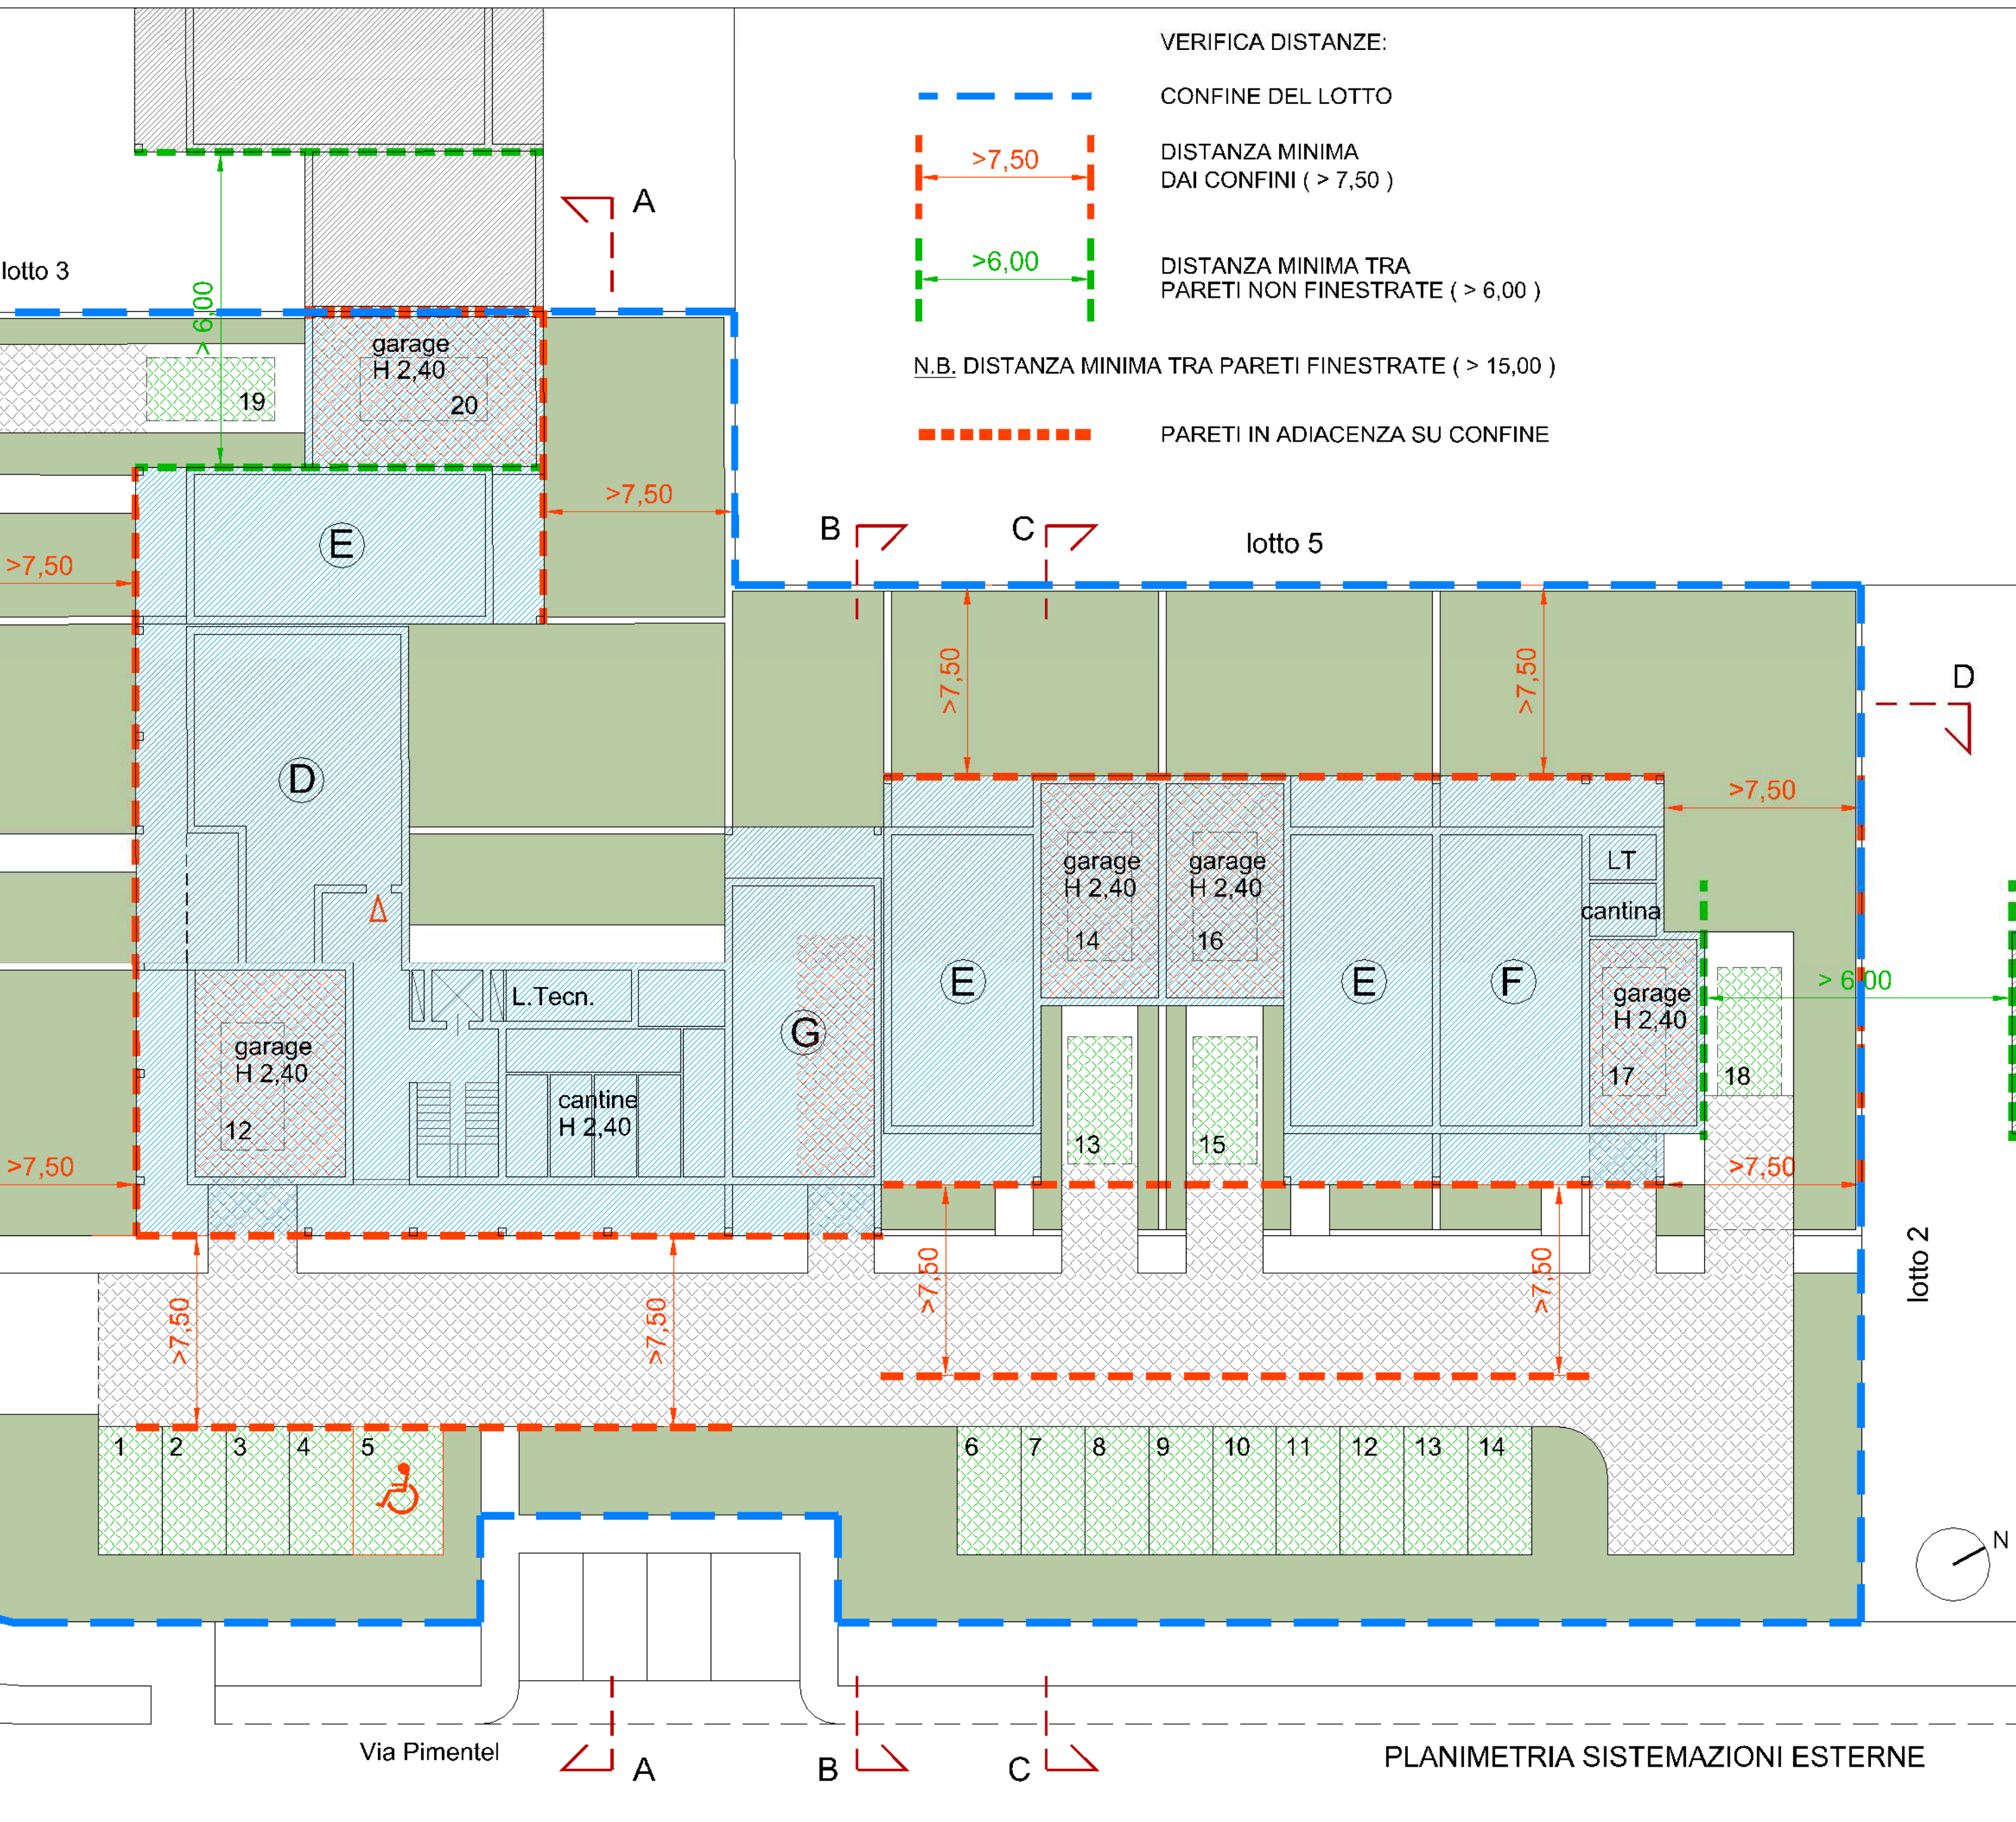 VERIFICA DISTANZE:
CONFINE DEL LOTTO
>7,50
DISTANZA MINIMA
DAI CONFINI ( > 7,50 )
>6,00
DISTANZA MINIMA TRA
PARETI NON FINESTRATE ( > 6,00 )
N.B. DISTANZA MINIMA TRA PARETI FINESTRATE ( > 15,00 )
PARETI IN ADIACENZA SU CONFINE
A
lotto 3
> 6,00
garage
H 2,40
19
20
>7,50
B
C
lotto 5
E
>7,50
>7,50
>7,50
D
D
>7,50
garage
H 2,40
14
garage
H 2,40
16
LT
cantina
E
E
F
> 6,00
L.Tecn.
G
garage
H 2,40
17
18
garage
H 2,40
12
cantine
H 2,40
13
15
>7,50
>7,50
>7,50
>7,50
>7,50
>7,50
lotto 2
1
2
3
4
5
6
7
8
9
10
11
12
13
14
N
Via Pimentel
A
B
C
PLANIMETRIA SISTEMAZIONI ESTERNE